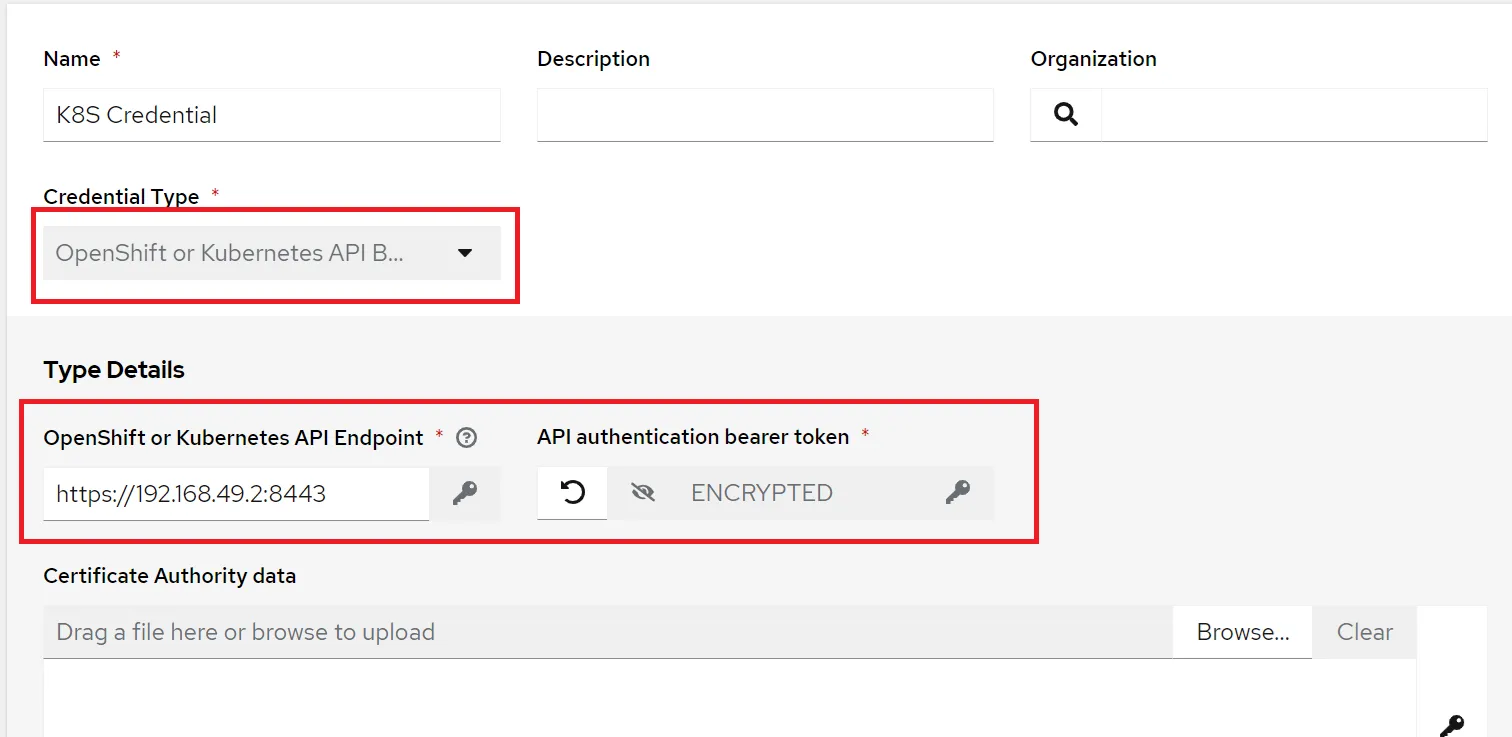 Name *
Description
Organization
K8S Credential
Credential Type *
OpenShift or Kubernetes API B...
Type Details
OpenShift or Kubernetes API Endpoint *
API authentication bearer token *
https://192.168.49.2:8443
ENCRYPTED
Certificate Authority data
Drag a file here or browse to upload
Browse...
Clear